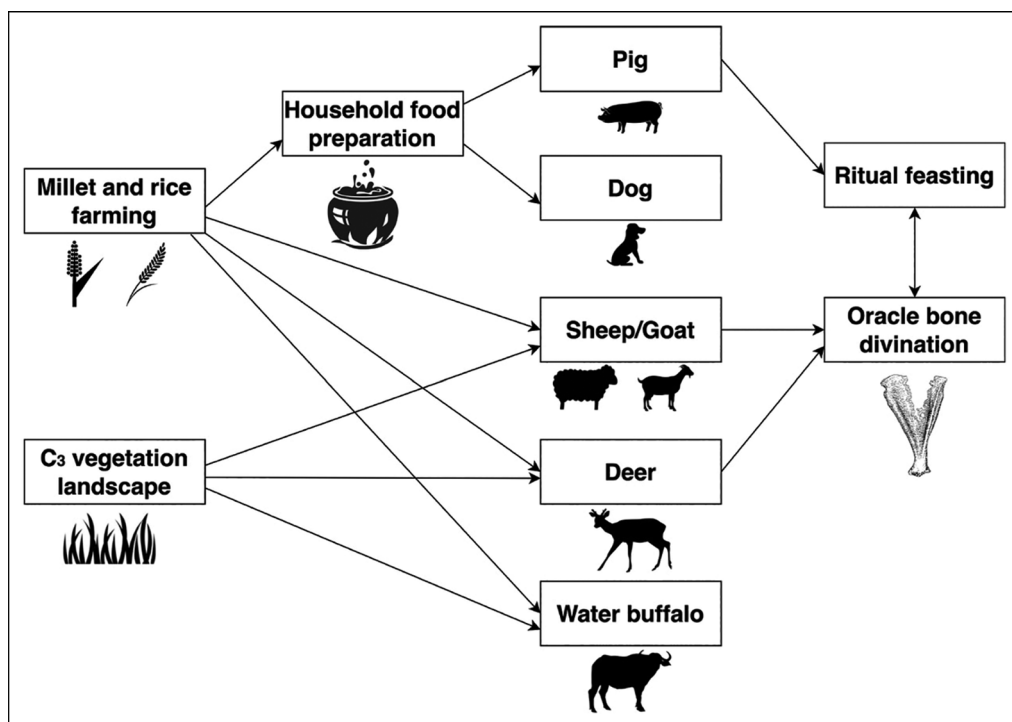 Millet and rice
farming
C₃ vegetation
landscape
Household food
preparation
Pig
Dog
Sheep/Goat
Deer
Water buffalo
Ritual feasting
Oracle bone
divination